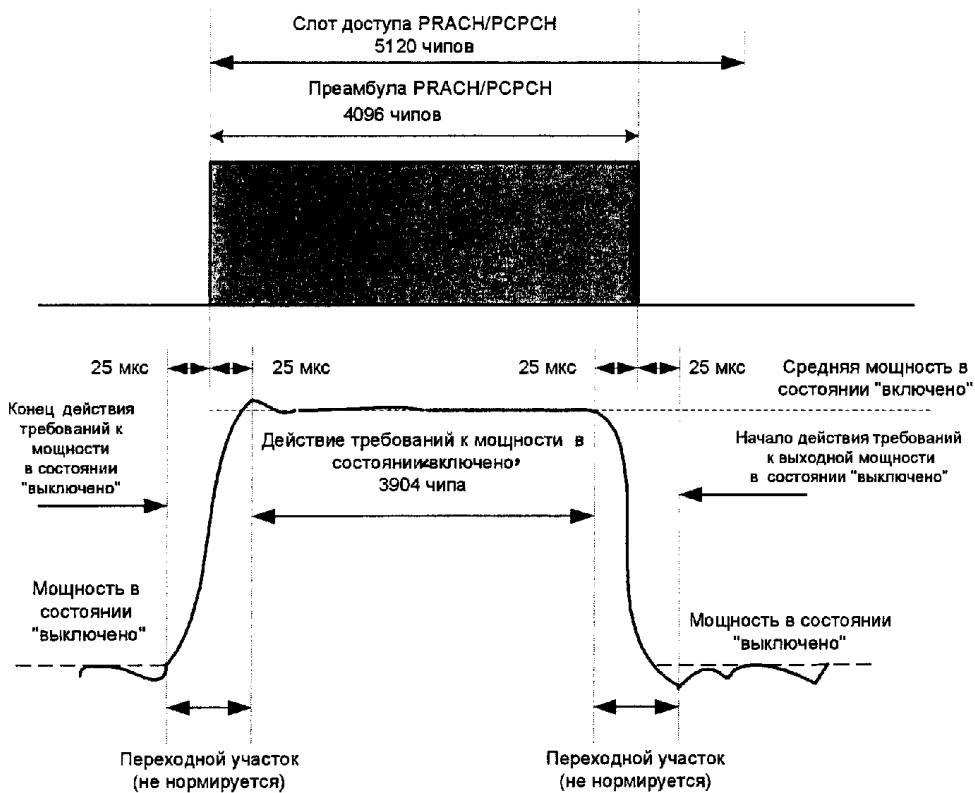 Слот доступа PRACH/PCPCH
5120 чипов
Преамбула PRACH/PCPCH
4096 чипов
25 мкс
25 мкс
25 мкс
25 мкс
Средняя мощность в
состоянии "включено"
Конец действия
требований к
мощности
в состоянии
"выключено"
Действие требований к мощности в
состоянии«включено»
3904 чипа
Начало действия требований
к выходной мощности
в состоянии "выключено"
Мощность в
состоянии
"выключено"
Мощность в состоянии
"выключено"
Переходной участок
(не нормируется)
Переходной участок
(не нормируется)